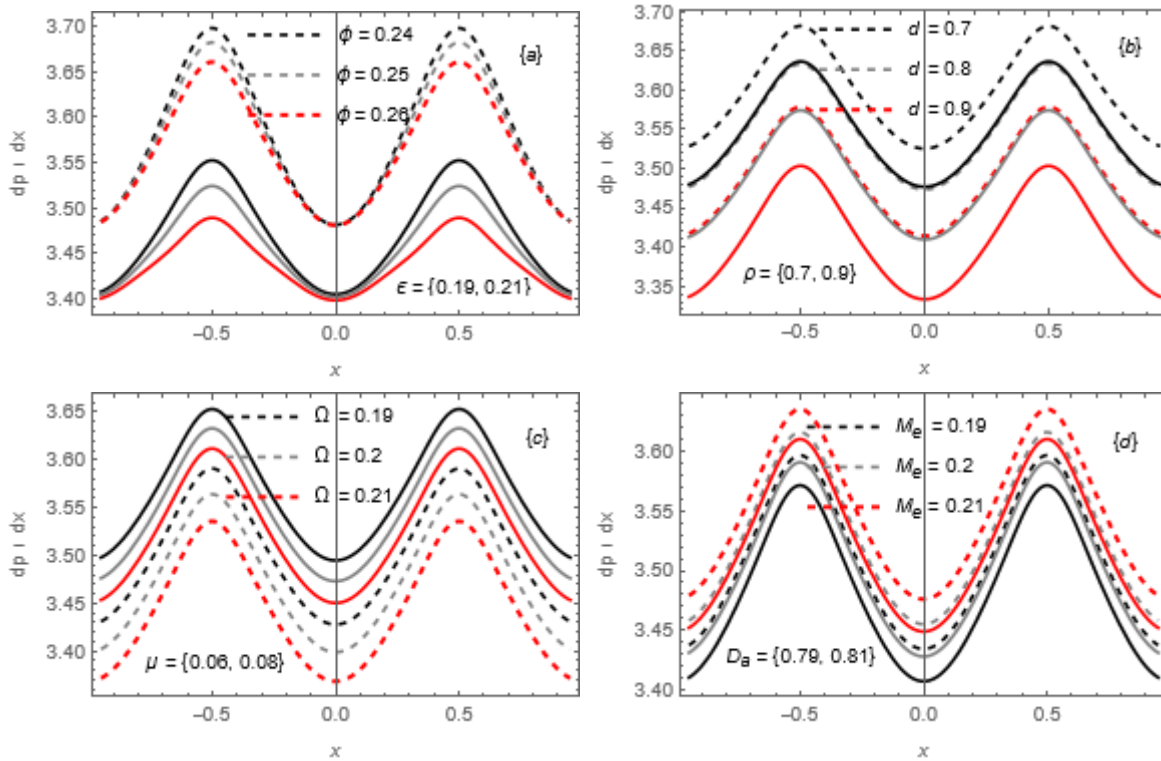 3.70
3.65
3.60
3.55
3.50
3.45
3.40
dp / dx
ϕ = 0.24
ϕ = 0.25
ϕ = 0.26
{a}
ϵ = {0.19, 0.21}
−0.5
0.0
0.5
x
3.70
3.65
3.60
3.55
3.50
3.45
3.40
3.35
dp / dx
d = 0.7
d = 0.8
d = 0.9
{b}
ρ = {0.7, 0.9}
−0.5
0.0
0.5
x
3.65
3.60
3.55
3.50
3.45
3.40
dp / dx
Ω = 0.19
Ω = 0.2
Ω = 0.21
{c}
μ = {0.06, 0.08}
−0.5
0.0
0.5
x
3.60
3.55
3.50
3.45
3.40
dp / dx
Me = 0.19
Me = 0.2
Me = 0.21
{d}
Da = {0.79, 0.81}
−0.5
0.0
0.5
x